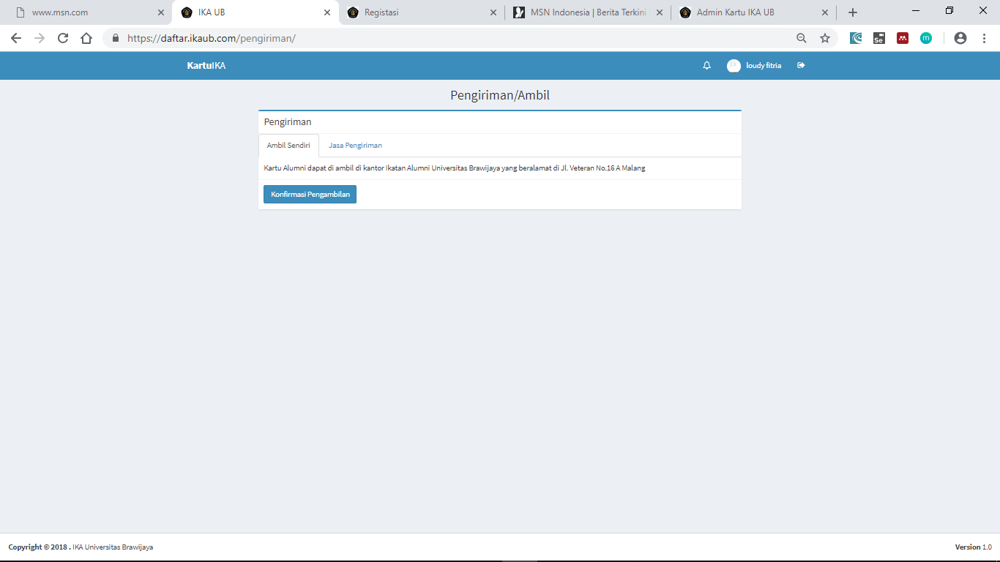 www.msn.com
IKA UB
Registasi
MSN Indonesia | Berita Terkini
Admin Kartu IKA UB
https://daftar.ikaub.com/pengiriman/
Se
m
KartuIKA
loudy fitria
Pengiriman/Ambil
Pengiriman
Ambil Sendiri
Jasa Pengiriman
Kartu Alumni dapat di ambil di kantor Ikatan Alumni Universitas Brawijaya yang beralamat di Jl. Veteran No.16 A Malang
Konfirmasi Pengambilan
Copyright © 2018 . IKA Universitas Brawijaya
Version 1.0